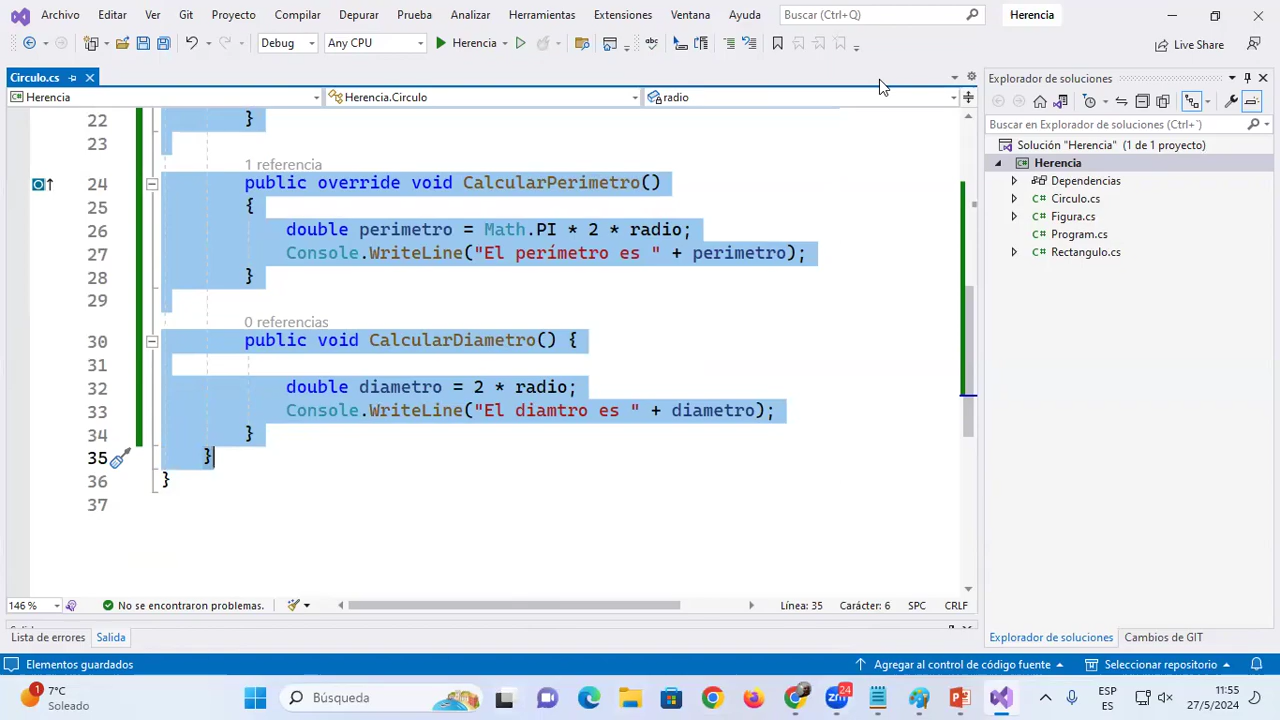 Archivo Editar Ver Git Proyecto Compilar Depurar Prueba Analizar Herramientas Extensiones Ventana Ayuda Buscar (Ctrl+Q) Herencia
Debug Any CPU Herencia Live Share
Circulo.cs
Herencia Herencia.Circulo radio
22 }
23
1 referencia
24 public override void CalcularPerimetro()
25 {
26 double perimetro = Math.PI * 2 * radio;
27 Console.WriteLine("El perímetro es " + perimetro);
28 }
29
0 referencias
30 public void CalcularDiametro() {
31
32 double diametro = 2 * radio;
33 Console.WriteLine("El diamtro es " + diametro);
34 }
35 }
36 }
37
146 % No se encontraron problemas. Línea: 35 Carácter: 6 SPC CRLF
Lista de errores Salida
Explorador de soluciones
Buscar en Explorador de soluciones (Ctrl+´)
Solución "Herencia" (1 de 1 proyecto)
Herencia
Dependencias
C# Circulo.cs
C# Figura.cs
C# Program.cs
C# Rectangulo.cs
Explorador de soluciones Cambios de GIT
Elementos guardados Agregar al control de código fuente Seleccionar repositorio
1 7°C
Soleado
Búsqueda
24
ESP
ES
11:55
27/5/2024